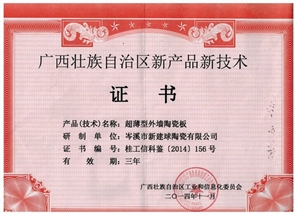 广西壮族自治区新产品新技术
证书
产品(技术)名称：超薄型外墙陶瓷板
研制单位：岑溪市新建球陶瓷有限公司
证书编号：桂工信科鉴〔2014〕156号
有效期：三年
广西壮族自治区工业和信息化委员会
二〇一四年十一月